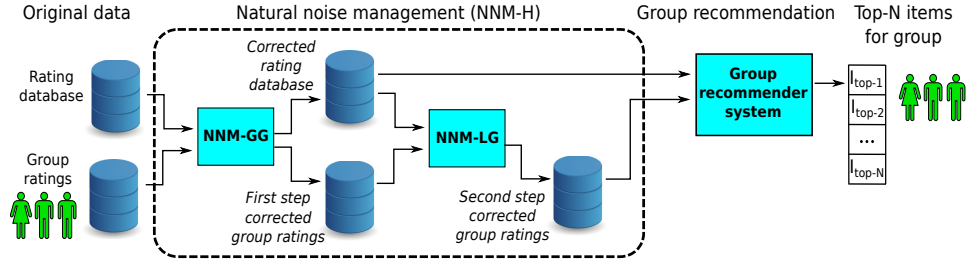 Original data
Natural noise management (NNM-H)
Group recommendation
Top-N items
for group
Rating
database
Group
ratings
NNM-GG
Corrected
rating
database
First step
corrected
group ratings
NNM-LG
Second step
corrected
group ratings
Group
recommender
system
Itop-1
Itop-2
...
Itop-N